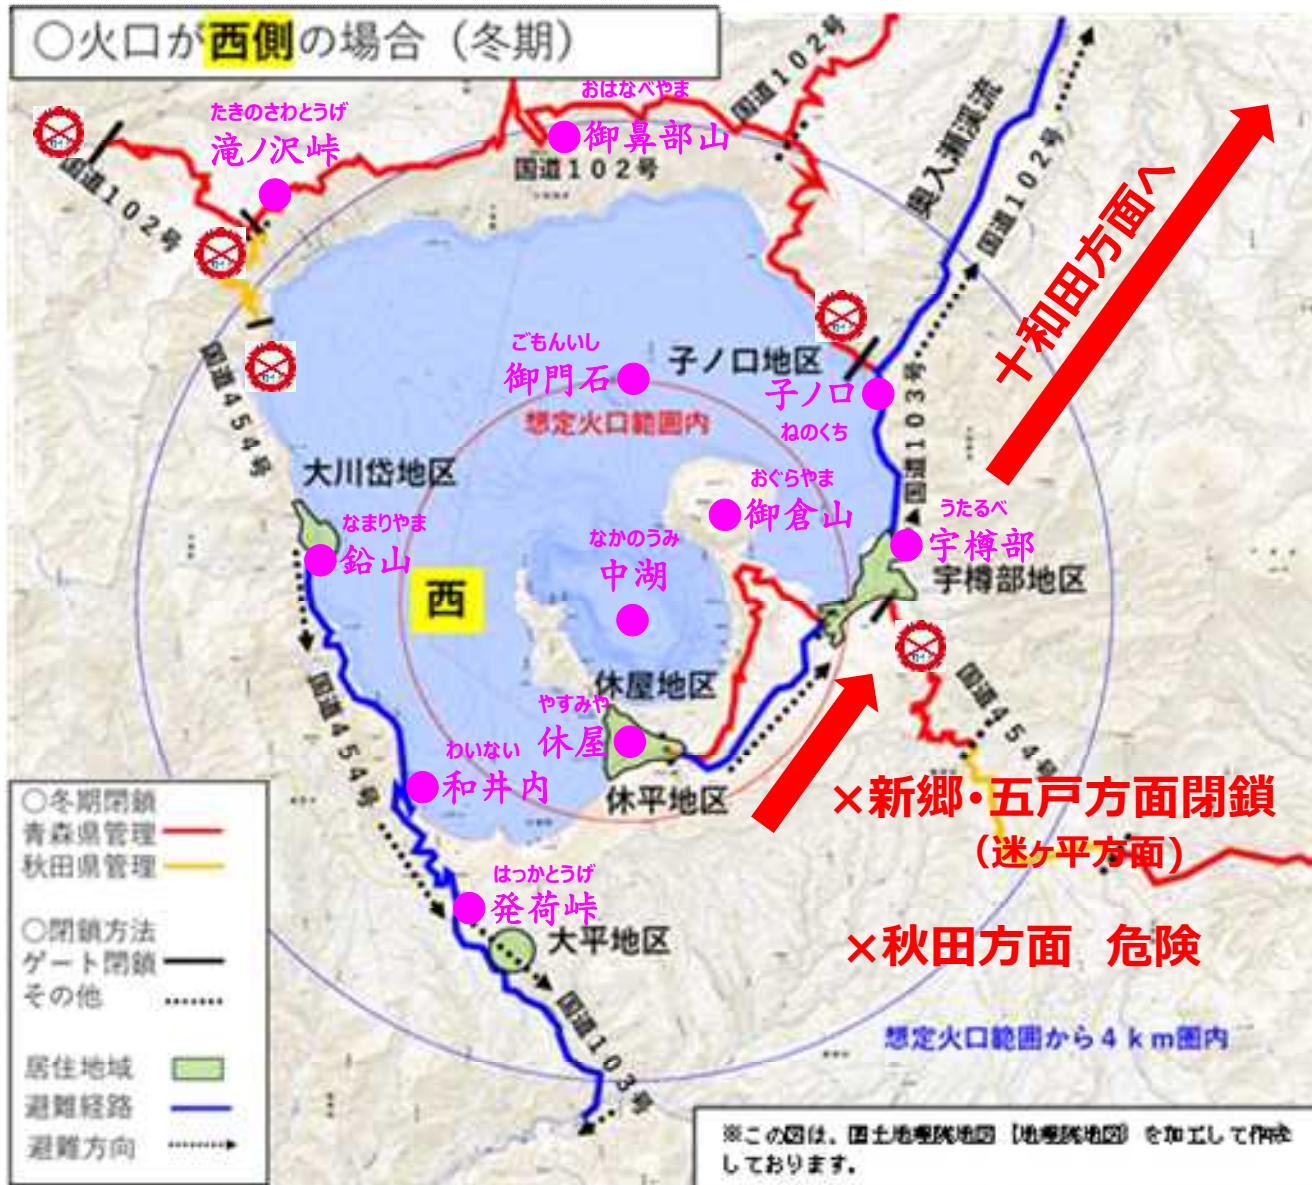 ○火口が西側の場合（冬期）
おはなべやま
御鼻部山
国道102号
国道102号
たきのさわとうげ
滝ノ沢峠
国道102号
奥入瀬渓流
国道102号
十和田方面へ
国道454号
ごもんいし
御門石
想定火口範囲内
子ノ口地区
子ノ口
ねのくち
国道103号
大川岱地区
なまりやま
鉛山
西
おぐらやま
御倉山
なかのうみ
中湖
うたるべ
宇樽部
宇樽部地区
国道454号
国道454号
休屋地区
やすみや
休屋
わいない
和井内
休平地区
×新郷・五戸方面閉鎖
（迷ヶ平方面）
はっかとうげ
発荷峠
大平地区
×秋田方面 危険
国道103号
想定火口範囲から4km圏内
○冬期閉鎖
青森県管理
秋田県管理
○閉鎖方法
ゲート閉鎖
その他
居住地域
避難経路
避難方向
※この図は、国土地理院地図【地理院地図】を加工して作成
しております。